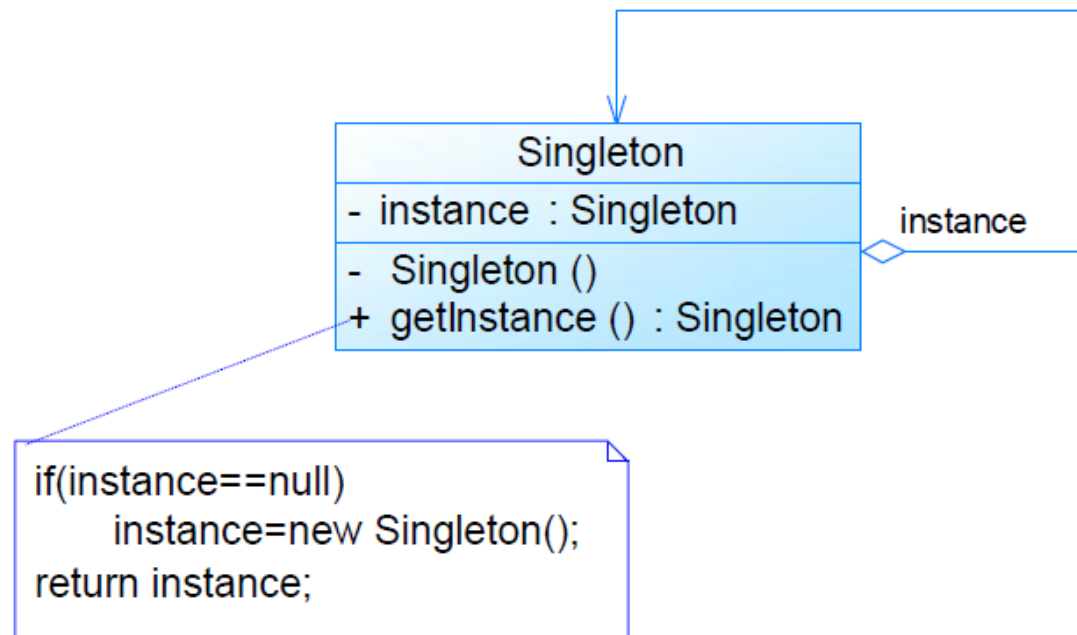 Singleton
- instance : Singleton
instance
- Singleton ()
+ getInstance () : Singleton
if(instance==null)
instance=new Singleton();
return instance;